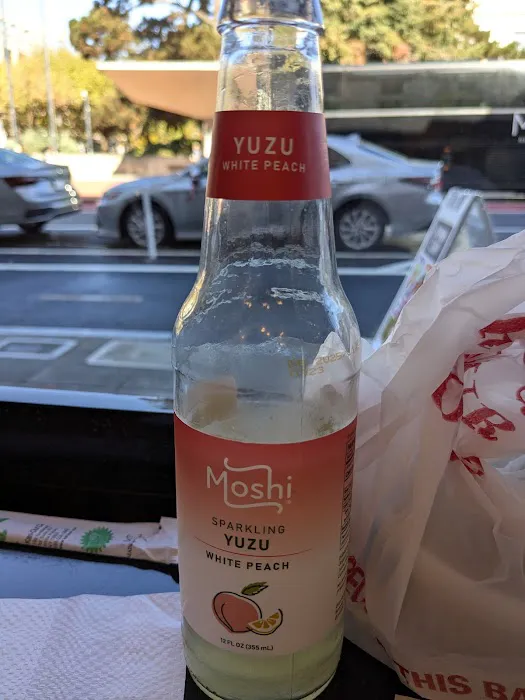 YUZU
WHITE PEACH
Moshi
SPARKLING
YUZU
WHITE PEACH
12 FL OZ (355 mL)
THIS BA